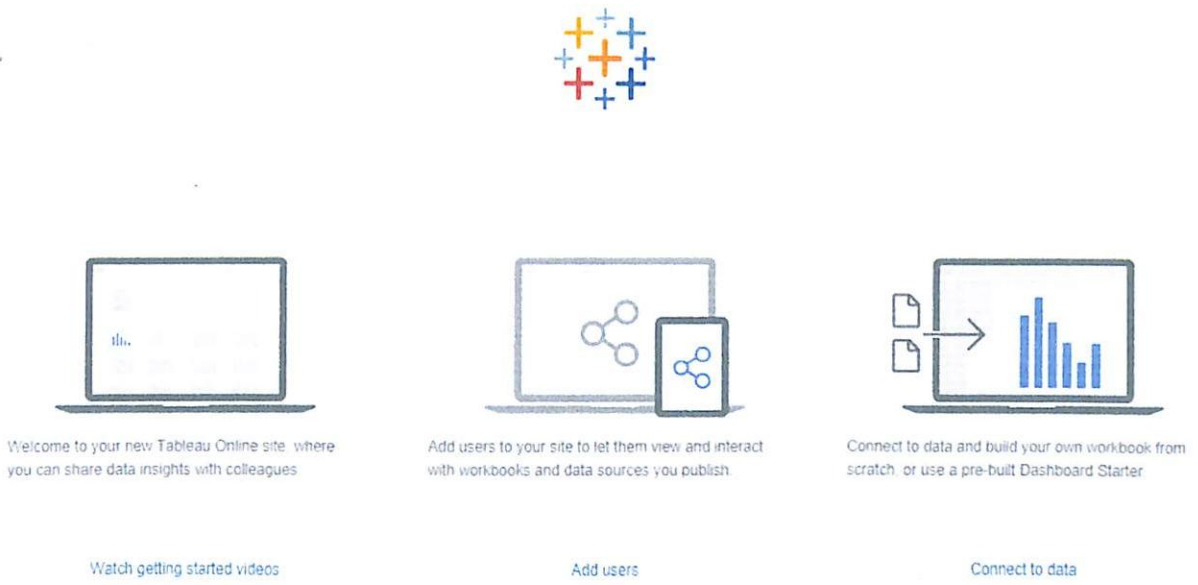 Welcome to your new Tableau Online site, where
you can share data insights with colleagues.
Add users to your site to let them view and interact
with workbooks and data sources you publish.
Connect to data and build your own workbook from
scratch, or use a pre-built Dashboard Starter.
Watch getting started videos
Add users
Connect to data